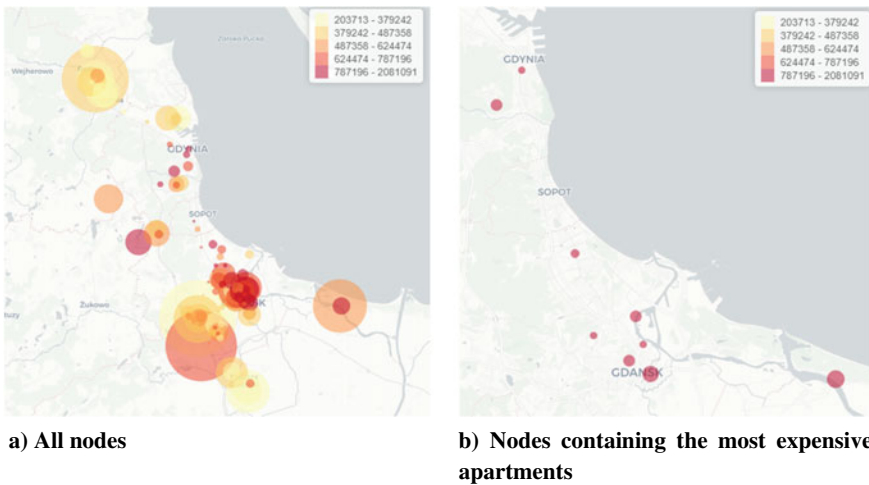 203713 - 379242
379242 - 487358
487358 - 624474
624474 - 787196
787196 - 2081091
Wejherowo
GDYNIA
SOPOT
Żukowo
203713 - 379242
379242 - 487358
487358 - 624474
624474 - 787196
787196 - 2081091
GDYNIA
SOPOT
GDAŃSK
a) All nodes
b) Nodes containing the most expensive
apartments